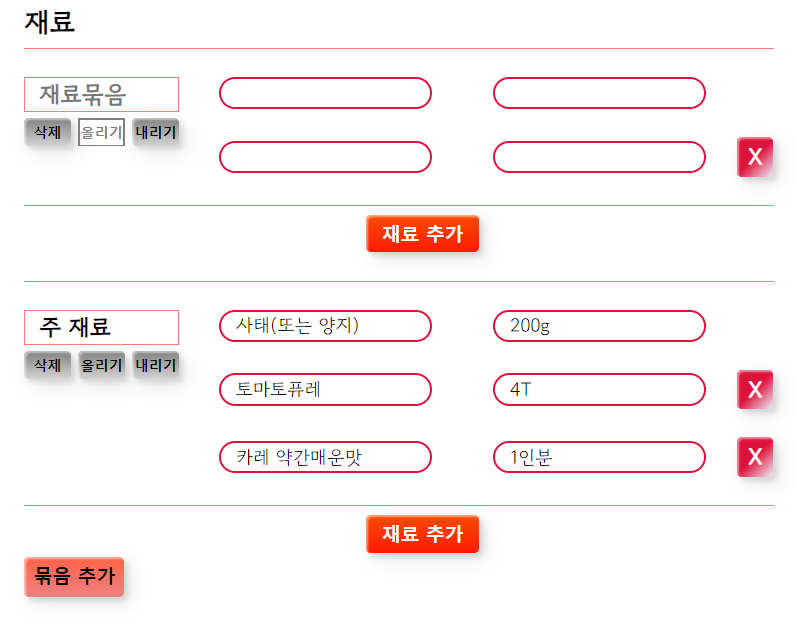 재료
재료묶음
삭제 올리기 내리기
X
재료 추가
주 재료 사태(또는 양지) 200g
삭제 올리기 내리기
토마토퓨레 4T X
카레 약간매운맛 1인분 X
재료 추가
묶음 추가